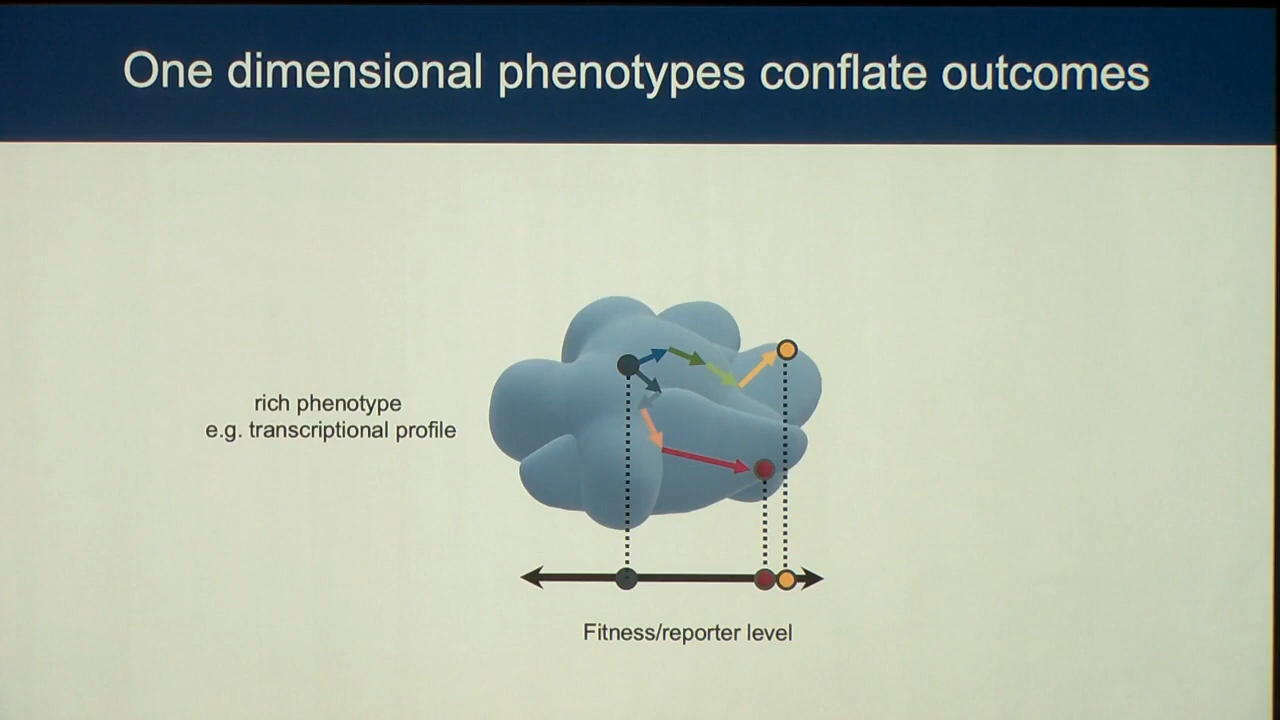 One dimensional phenotypes conflate outcomes
rich phenotype
e.g. transcriptional profile
Fitness/reporter level